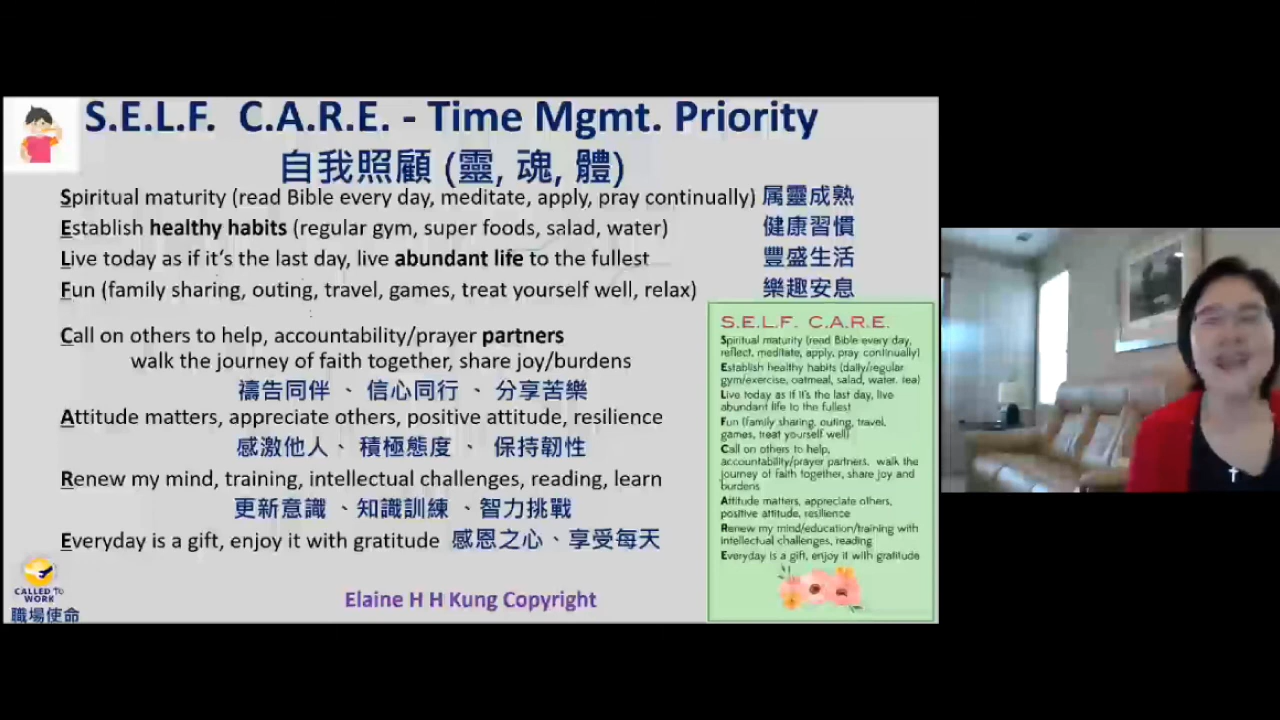 S.E.L.F. C.A.R.E. - Time Mgmt. Priority
自我照顧 (靈, 魂, 體)
Spiritual maturity (read Bible every day, meditate, apply, pray continually) 属靈成熟
Establish healthy habits (regular gym, super foods, salad, water) 健康習慣
Live today as if it's the last day, live abundant life to the fullest 豐盛生活
Fun (family sharing, outing, travel, games, treat yourself well, relax) 樂趣安息
Call on others to help, accountability/prayer partners
walk the journey of faith together, share joy/burdens
禱告同伴 、 信心同行 、 分享苦樂
Attitude matters, appreciate others, positive attitude, resilience
感激他人 、 積極態度 、 保持韌性
Renew my mind, training, intellectual challenges, reading, learn
更新意識 、知識訓練 、智力挑戰
Everyday is a gift, enjoy it with gratitude 感恩之心、享受每天
CALLED TO
WORK
職場使命
Elaine H H Kung Copyright
S.E.L.F. C.A.R.E.
Spiritual maturity (read Bible every day,
reflect, meditate, apply, pray continually)
Establish healthy habits (daily/regular
gym/exercise, oatmeal, salad, water, tea)
Live today as if it's the last day, live
abundant life to the fullest
Fun (family sharing, outing, travel,
games, treat yourself well)
Call on others to help,
accountability/prayer partners, walk the
journey of faith together, share joy and
burdens
Attitude matters, appreciate others,
positive attitude, resilience
Renew my mind/education/training with
intellectual challenges, reading
Everyday is a gift, enjoy it with gratitude